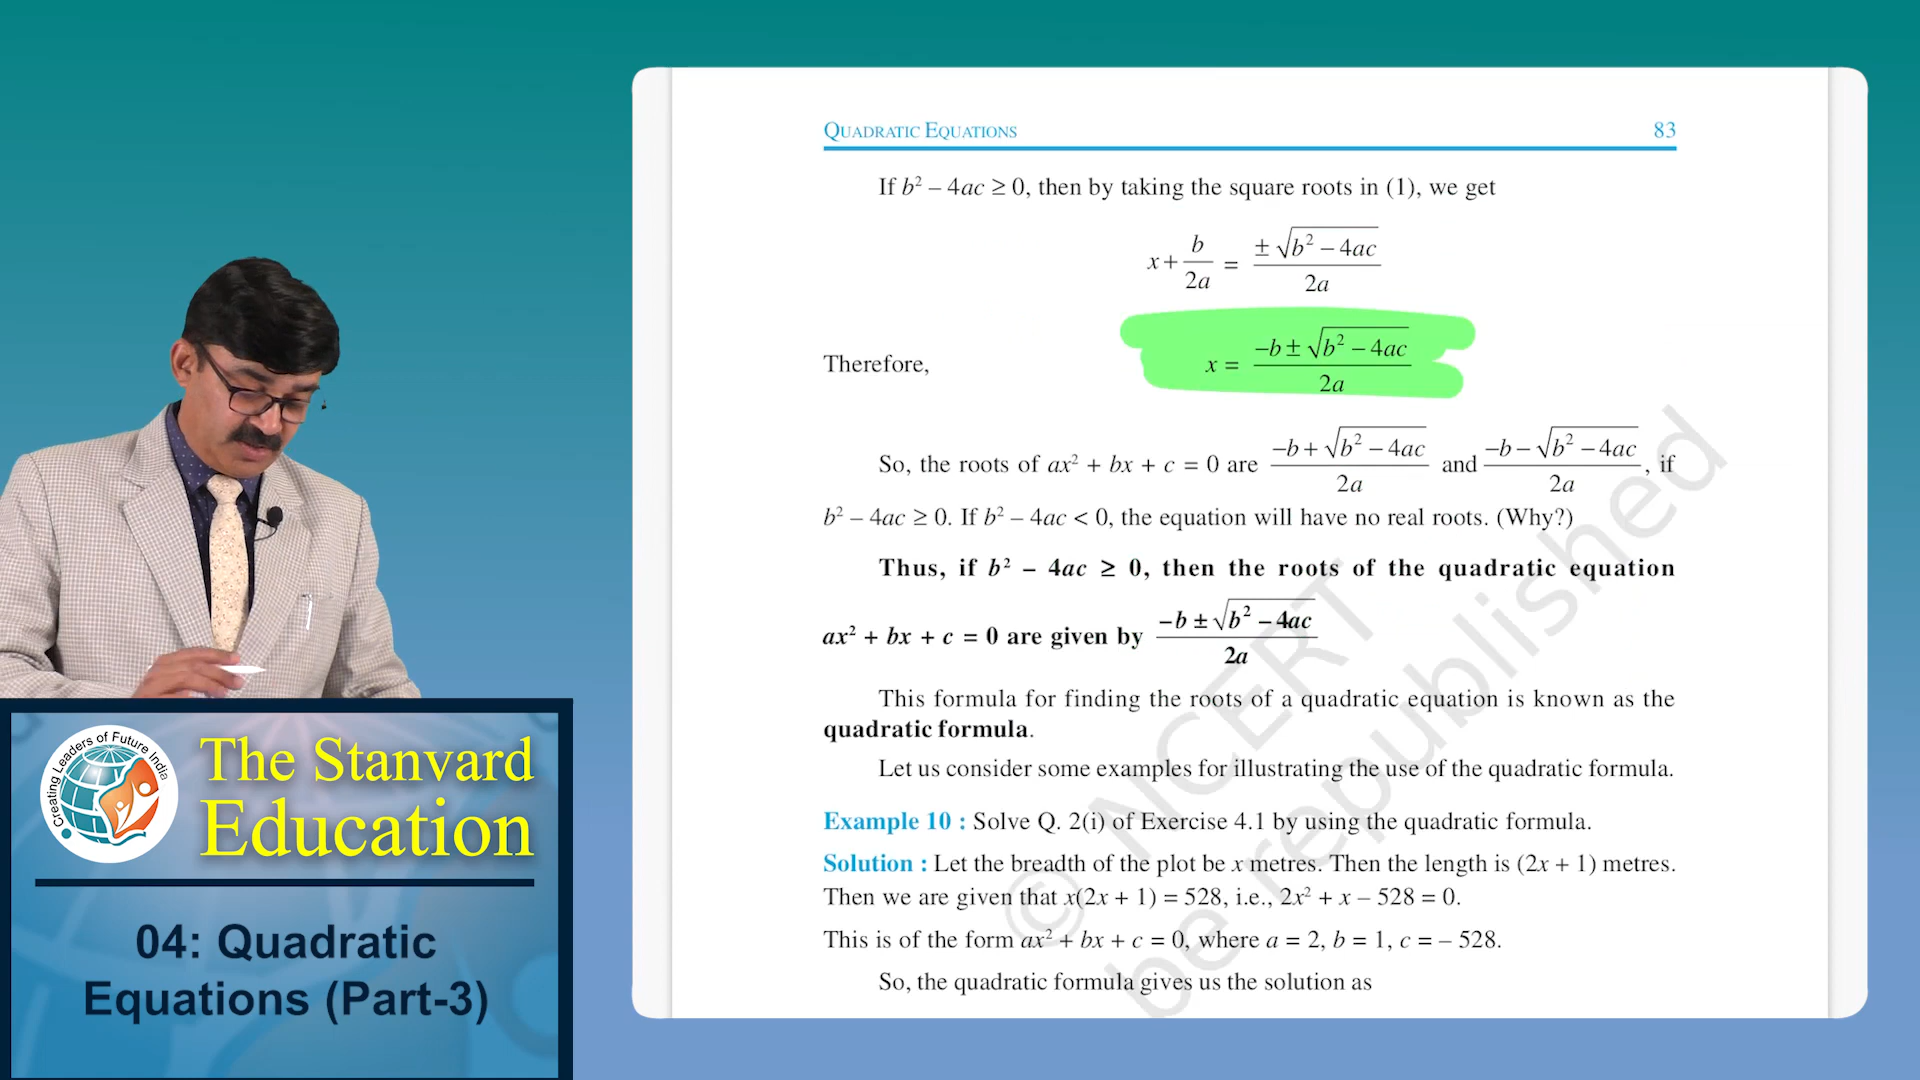 QUADRATIC EQUATIONS 83
If b² – 4ac ≥ 0, then by taking the square roots in (1), we get
x + b/2a = ± √(b² – 4ac)/2a
Therefore, x = (–b ± √(b² – 4ac))/2a
So, the roots of ax² + bx + c = 0 are (–b + √(b² – 4ac))/2a and (–b – √(b² – 4ac))/2a, if
b² – 4ac ≥ 0. If b² – 4ac < 0, the equation will have no real roots. (Why?)
Thus, if b² – 4ac ≥ 0, then the roots of the quadratic equation
ax² + bx + c = 0 are given by (–b ± √(b² – 4ac))/2a
This formula for finding the roots of a quadratic equation is known as the
quadratic formula.
Let us consider some examples for illustrating the use of the quadratic formula.
Example 10 : Solve Q. 2(i) of Exercise 4.1 by using the quadratic formula.
Solution : Let the breadth of the plot be x metres. Then the length is (2x + 1) metres.
Then we are given that x(2x + 1) = 528, i.e., 2x² + x – 528 = 0.
This is of the form ax² + bx + c = 0, where a = 2, b = 1, c = – 528.
So, the quadratic formula gives us the solution as
© NCERT
be republished
Creating Leaders of Future India
The Stanvard
Education
04: Quadratic
Equations (Part-3)